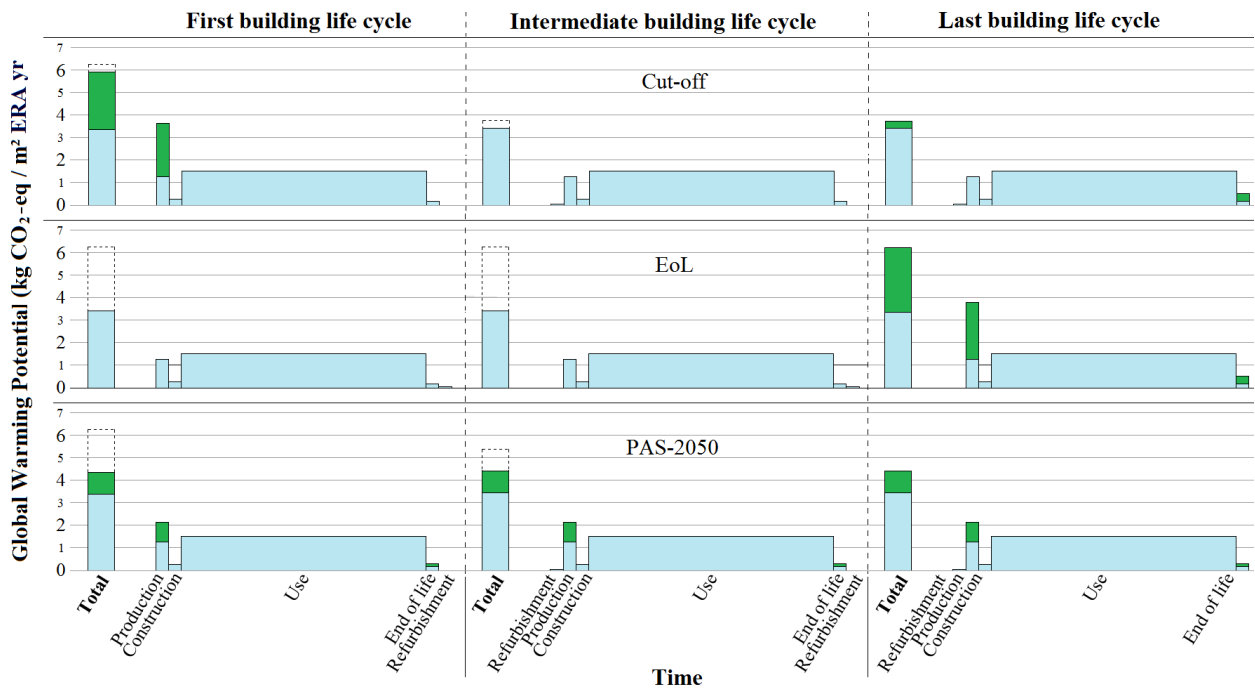 First building life cycle
Intermediate building life cycle
Last building life cycle
Global Warming Potential (kg CO₂-eq / m² ERA yr
7
6
5
4
3
2
1
0
Cut-off
7
6
5
4
3
2
1
0
EoL
7
6
5
4
3
2
1
0
PAS-2050
Total
Production
Construction
Use
End of life
Refurbishment
Total
Refurbishment
Production
Construction
Use
End of life
Refurbishment
Total
Refurbishment
Production
Construction
Use
End of life
Time